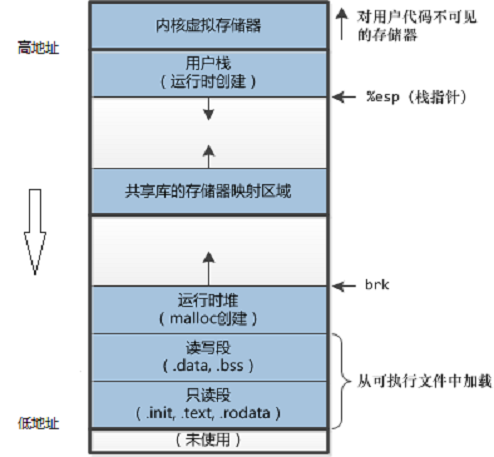 内核虚拟存储器
对用户代码不可见
的存储器
高地址
用户栈
（运行时创建）
%esp（栈指针）
共享库的存储器映射区域
brk
运行时堆
（malloc创建）
读写段
（.data, .bss）
从可执行文件中加载
只读段
（.init, .text, .rodata）
低地址
（未使用）